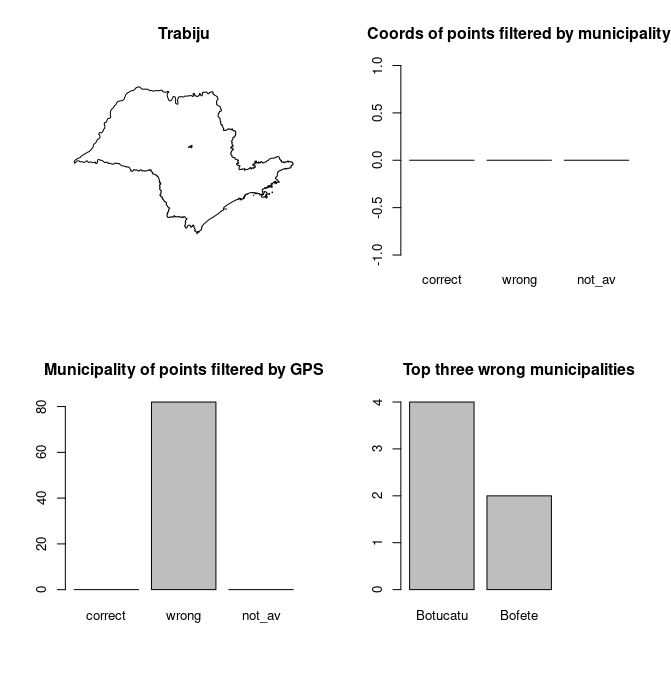 Trabiju
Coords of points filtered by municipality
1.0
0.5
0.0
-0.5
-1.0
correct wrong not_av
Municipality of points filtered by GPS
80
60
40
20
0
correct wrong not_av
Top three wrong municipalities
4
3
2
1
0
Botucatu Bofete